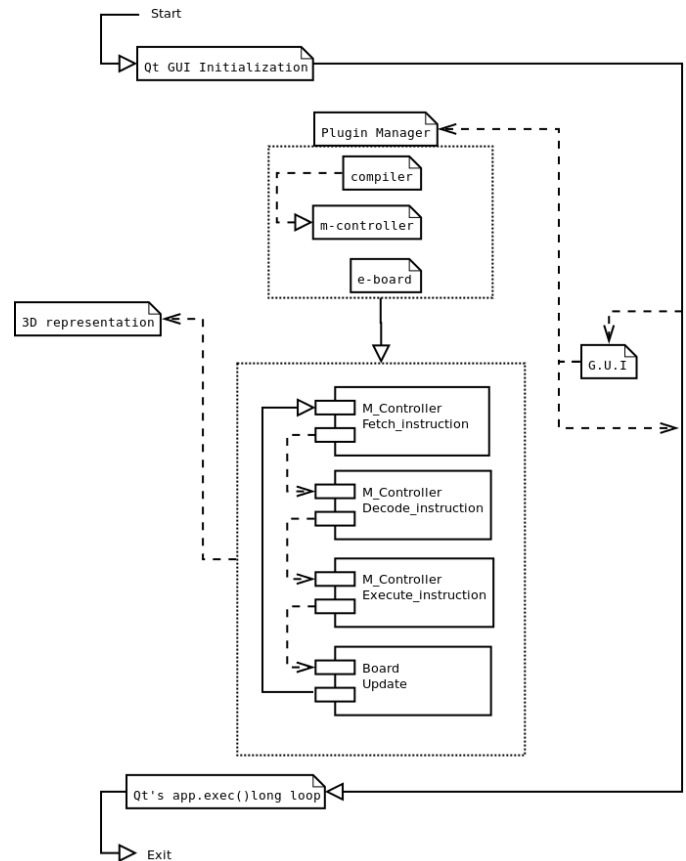 Start
Qt GUI Initialization
Plugin Manager
compiler
m-controller
e-board
3D representation
G.U.I
M_Controller
Fetch_instruction
M_Controller
Decode_instruction
M_Controller
Execute_instruction
Board
Update
Qt's app.exec()long loop
Exit